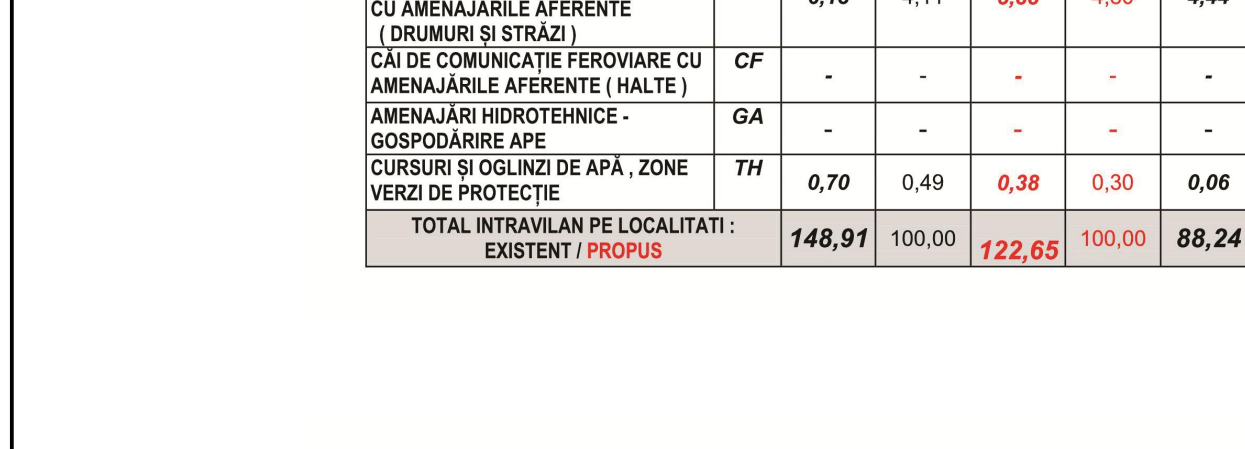 CU AMENAJARILE AFERENTE
( DRUMURI ȘI STRĂZI )
CĂI DE COMUNICAȚIE FEROVIARE CU CF - - - - -
AMENAJĂRILE AFERENTE ( HALTE )
AMENAJĂRI HIDROTEHNICE - GA - - - - -
GOSPODĂRIRE APE
CURSURI ȘI OGLINZI DE APĂ , ZONE TH 0,70 0,49 0,38 0,30 0,06
VERZI DE PROTECȚIE
TOTAL INTRAVILAN PE LOCALITATI : 148,91 100,00 122,65 100,00 88,24
EXISTENT / PROPUS